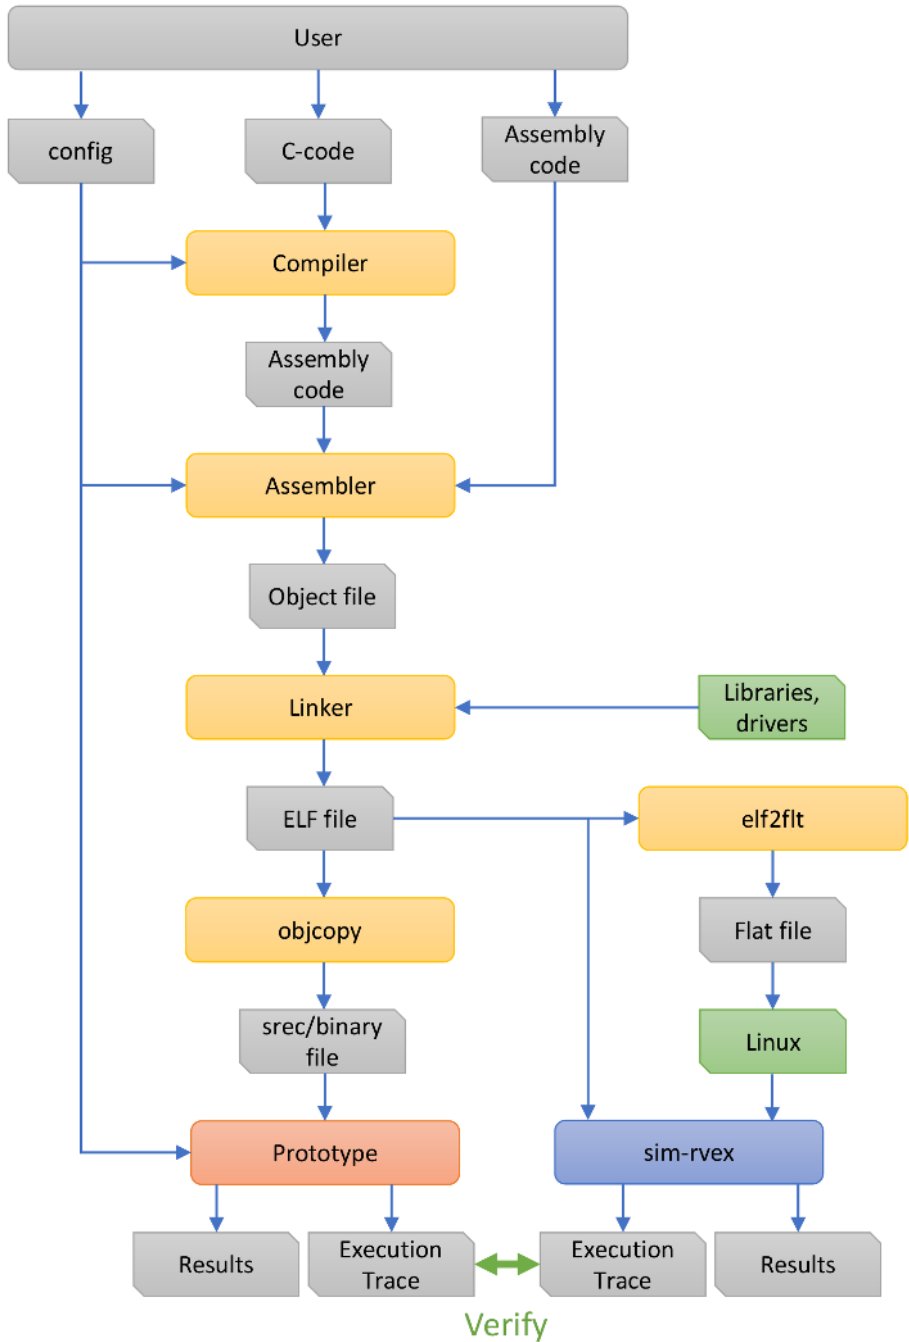 User
config
C-code
Assembly
code
Compiler
Assembly
code
Assembler
Object file
Linker
Libraries,
drivers
ELF file
elf2flt
objcopy
Flat file
srec/binary
file
Linux
Prototype
sim-rvex
Results
Execution
Trace
Execution
Trace
Results
Verify